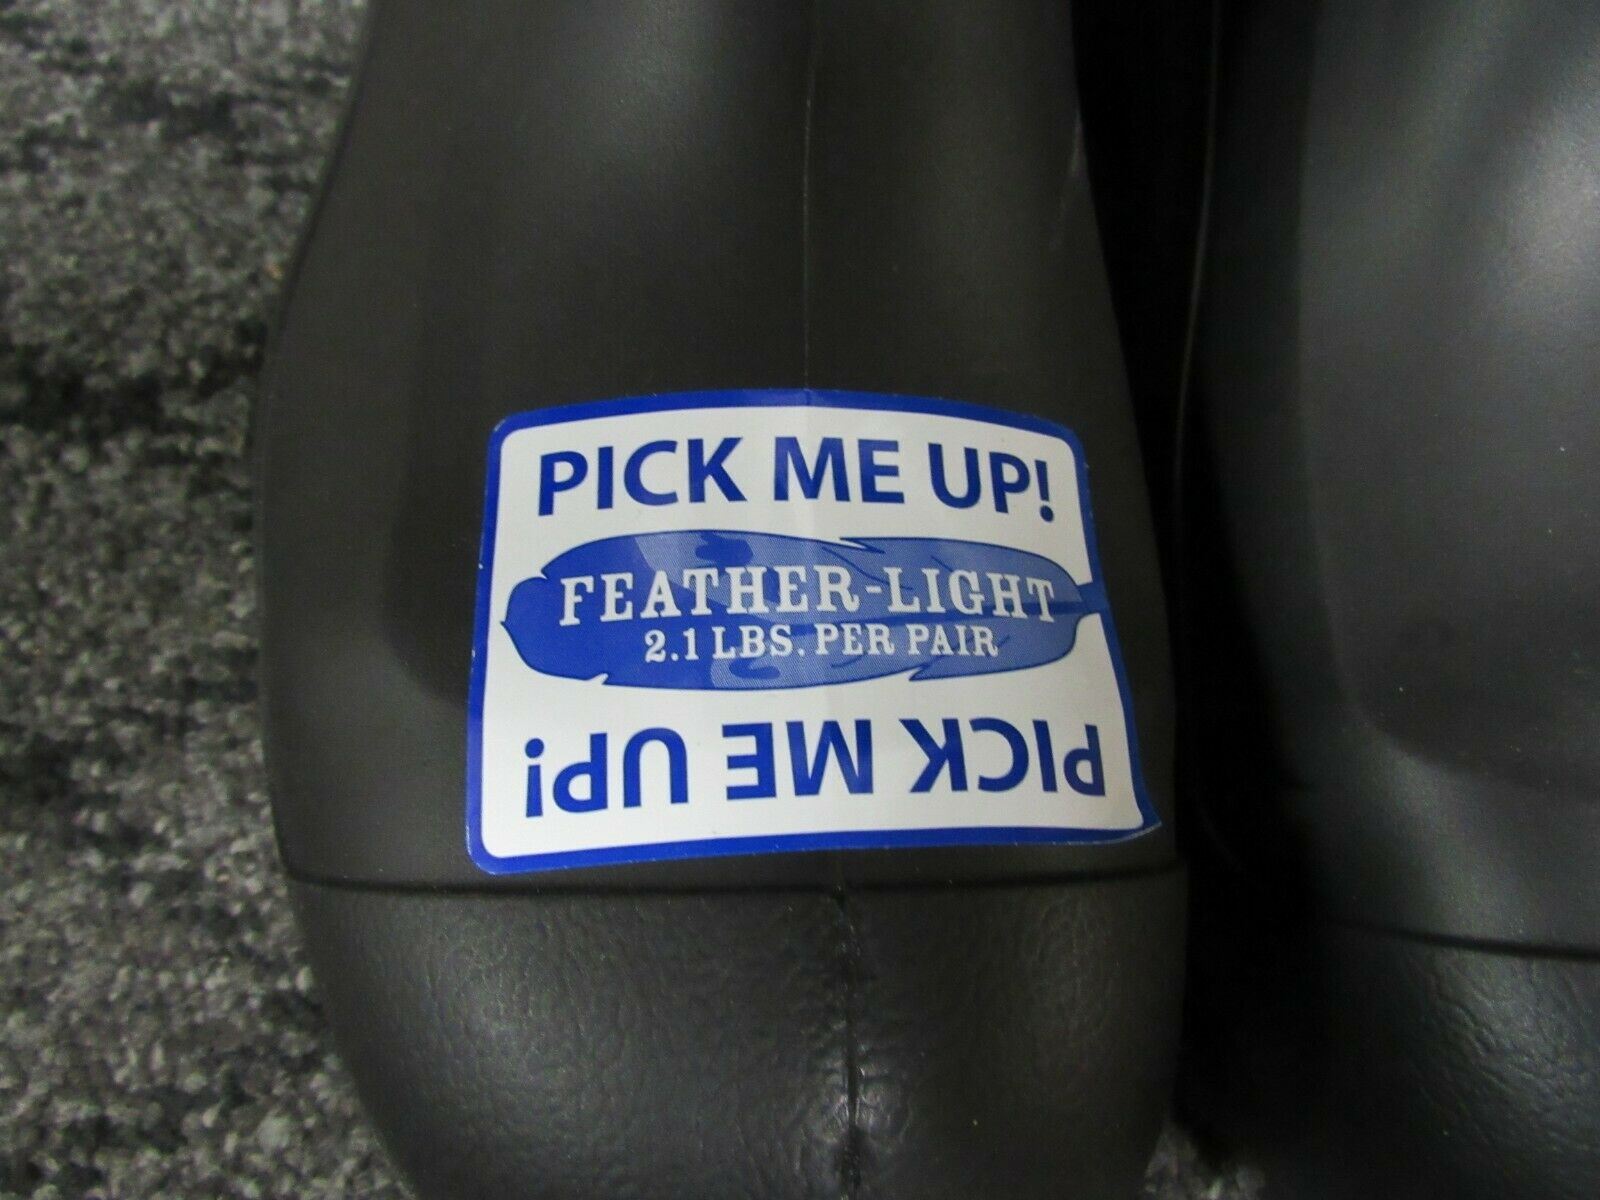 PICK ME UP!
FEATHER-LIGHT
2.1 LBS. PER PAIR
PICK ME UP!